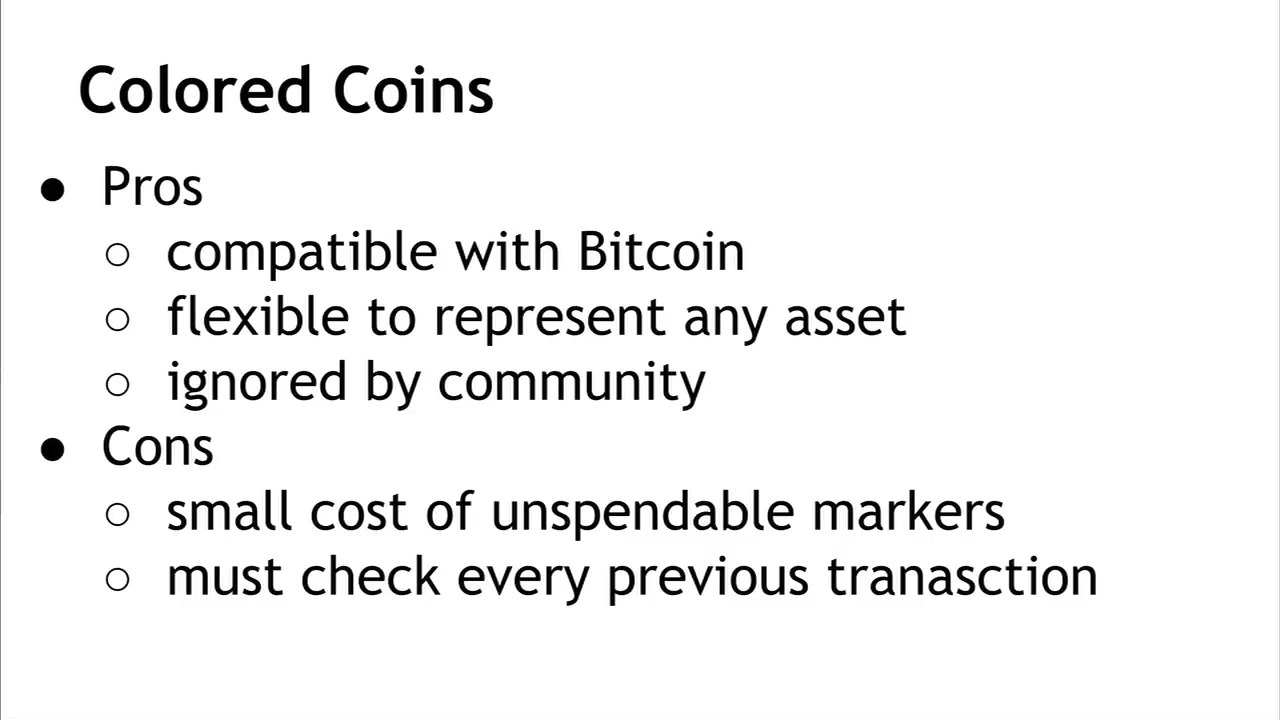 Colored Coins
● Pros
○ compatible with Bitcoin
○ flexible to represent any asset
○ ignored by community
● Cons
○ small cost of unspendable markers
○ must check every previous tranasction